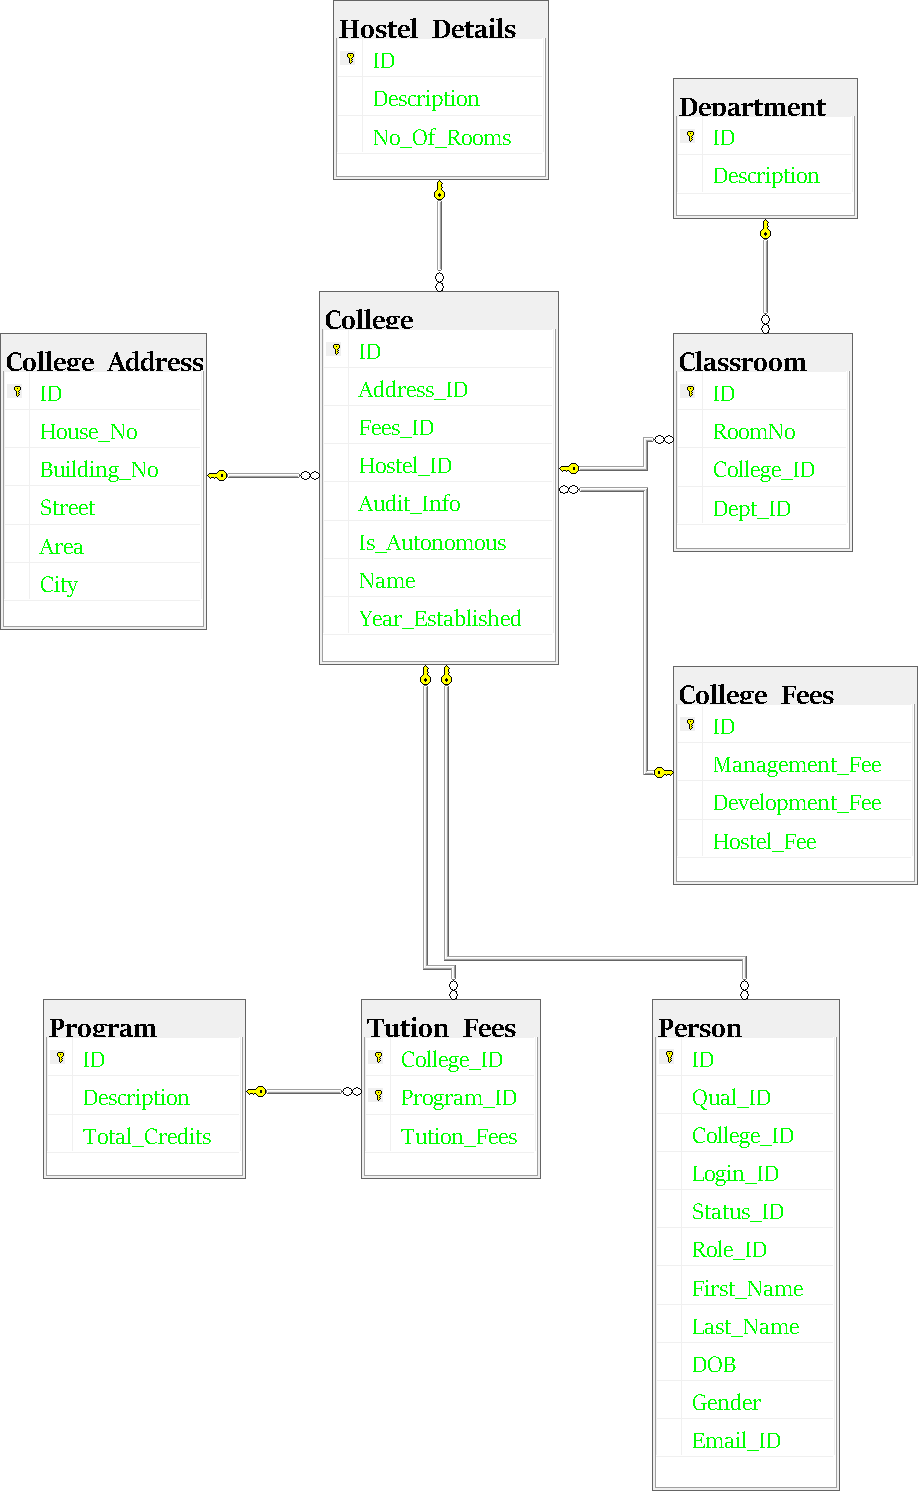 Hostel_Details
ID
Description
No_Of_Rooms
Department
ID
Description
College
ID
Address_ID
Fees_ID
Hostel_ID
Audit_Info
Is_Autonomous
Name
Year_Established
College_Address
ID
House_No
Building_No
Street
Area
City
Classroom
ID
RoomNo
College_ID
Dept_ID
College_Fees
ID
Management_Fee
Development_Fee
Hostel_Fee
Program
ID
Description
Total_Credits
Tution_Fees
College_ID
Program_ID
Tution_Fees
Person
ID
Qual_ID
College_ID
Login_ID
Status_ID
Role_ID
First_Name
Last_Name
DOB
Gender
Email_ID